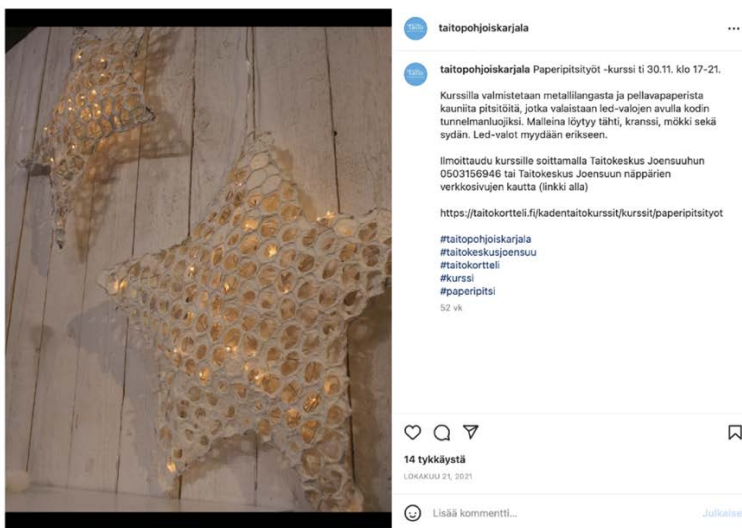 taitopohjoiskarjala
taitopohjoiskarjala Paperipitsityöt -kurssi ti 30.11. klo 17-21.
Kurssilla valmistetaan metallilangasta ja pellavapaperista
kauniita pitsitöitä, jotka valaistaan led-valojen avulla kodin
tunnelmanluojiksi. Malleina löytyy tähti, kranssi, mökki sekä
sydän. Led-valot myydään erikseen.
Ilmoittaudu kurssille soittamalla Taitokeskus Joensuuhun
0503156946 tai Taitokeskus Joensuun näppärien
verkkosivujen kautta (linkki alla)
https://taitokortteli.fi/kadentaitokurssit/kurssit/paperipitsityot
#taitopohjoiskarjala
#taitokeskusjoensuu
#taitokortteli
#kurssi
#paperipitsi
52 vk
14 tykkäystä
LOKAKUU 21, 2021
Lisää kommentti... Julkaise